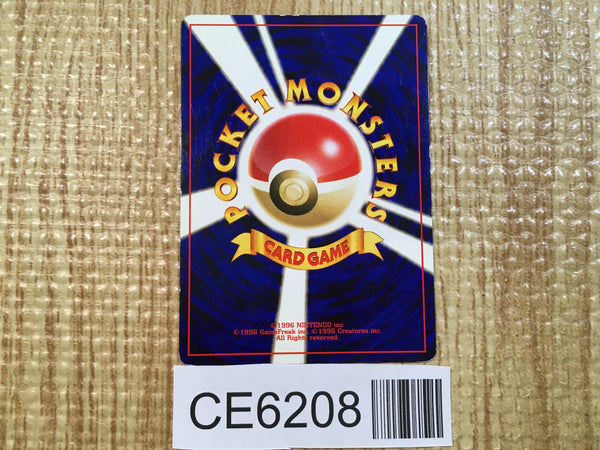 POCKET MONSTERS
CARD GAME
©1996 NINTENDO inc.
©1996 GameFreak inc. ©1996 Creatures inc.
All Rights reserved.
CE6208